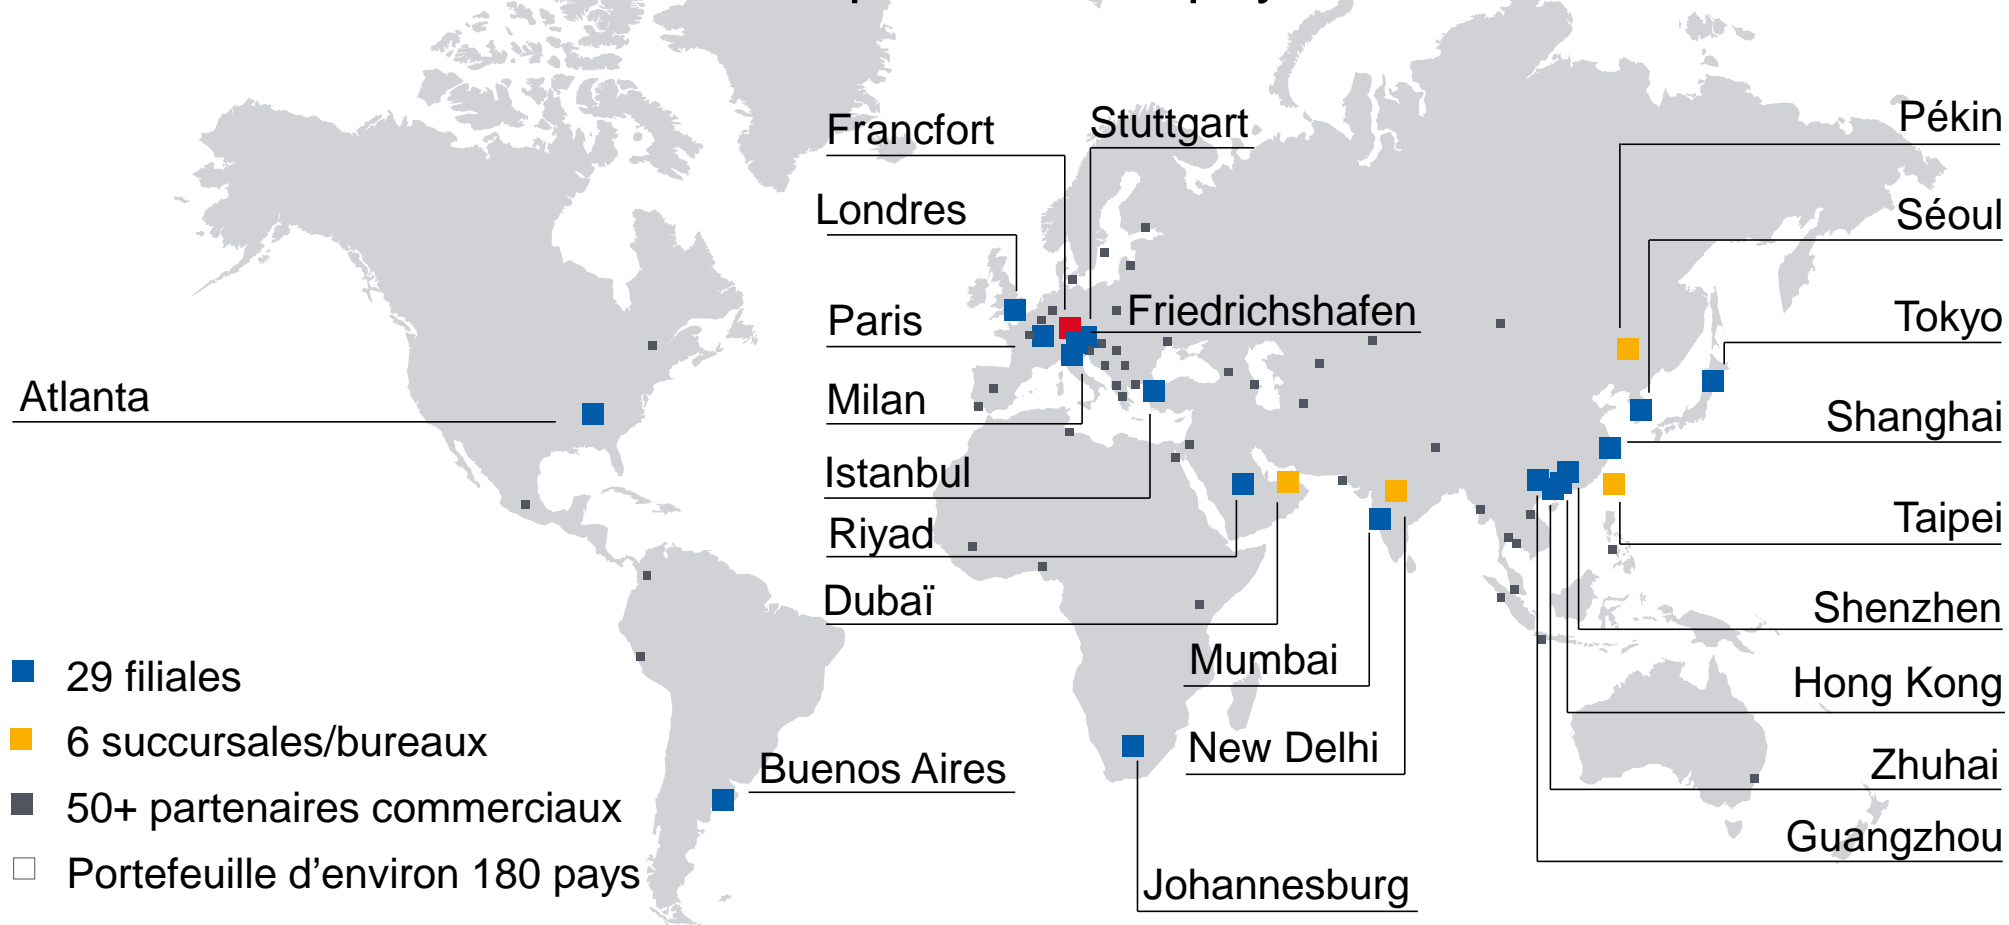 Francfort
Stuttgart
Pékin
Londres
Séoul
Paris
Friedrichshafen
Tokyo
Atlanta
Milan
Shanghai
Istanbul
Riyad
Taipei
Dubaï
Shenzhen
Mumbai
29 filiales
Hong Kong
6 succursales/bureaux
New Delhi
Buenos Aires
Zhuhai
50+ partenaires commerciaux
Guangzhou
Portefeuille d’environ 180 pays
Johannesburg